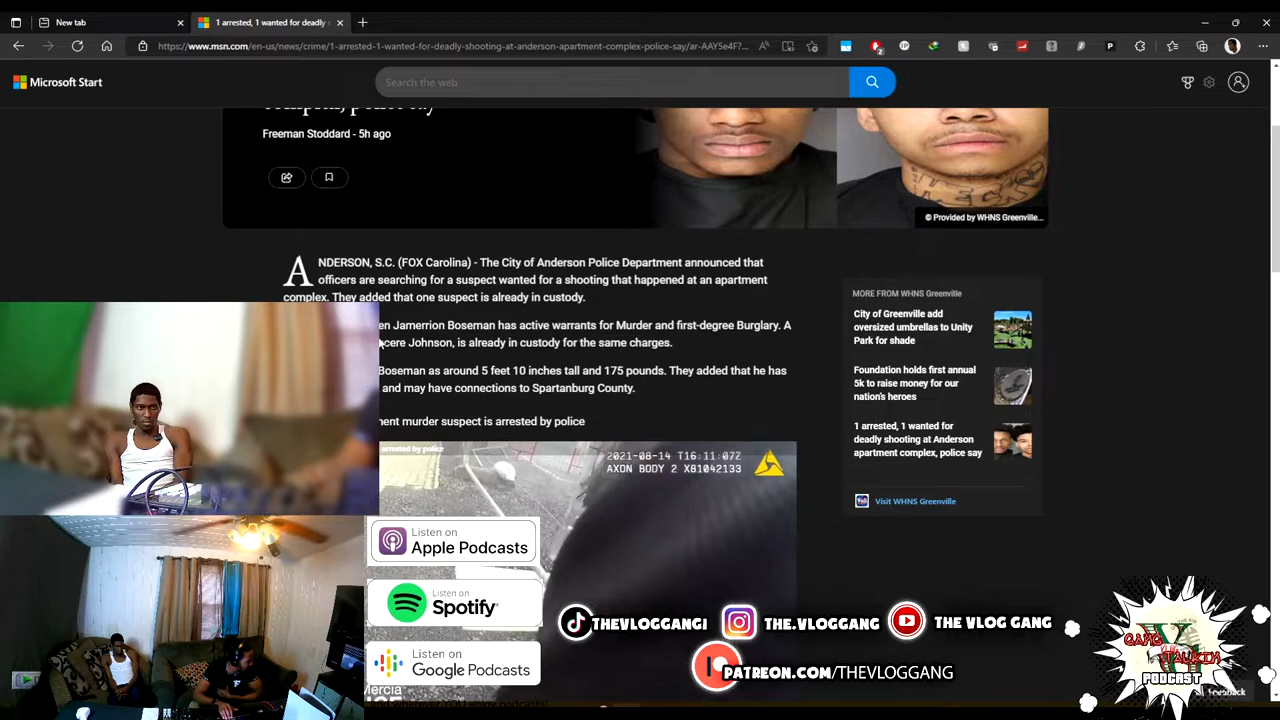 New tab
1 arrested, 1 wanted for deadly
https://www.msn.com/en-us/news/crime/1-arrested-1-wanted-for-deadly-shooting-at-anderson-apartment-complex-police-say/ar-AAY5e4F?...
Microsoft Start
Search the web
Freeman Stoddard - 5h ago
© Provided by WHNS Greenville...
ANDERSON, S.C. (FOX Carolina) - The City of Anderson Police Department announced that
officers are searching for a suspect wanted for a shooting that happened at an apartment
complex. They added that one suspect is already in custody.
en Jamerrion Boseman has active warrants for Murder and first-degree Burglary. A
cere Johnson, is already in custody for the same charges.
Boseman as around 5 feet 10 inches tall and 175 pounds. They added that he has
and may have connections to Spartanburg County.
ent murder suspect is arrested by police
arrested by police
2021-08-14 T16:11:07Z
AXON BODY 2 X81042133
MORE FROM WHNS Greenville
City of Greenville add
oversized umbrellas to Unity
Park for shade
Foundation holds first annual
5k to raise money for our
nation's heroes
1 arrested, 1 wanted for
deadly shooting at Anderson
apartment complex, police say
Visit WHNS Greenville
Listen on
Apple Podcasts
Listen on
Spotify
Listen on
Google Podcasts
THEVLOGGANG1
THE.VLOGGANG
THE VLOG GANG
PATREON.COM/THEVLOGGANG
GANG
TALKIN
PODCAST
Feedback